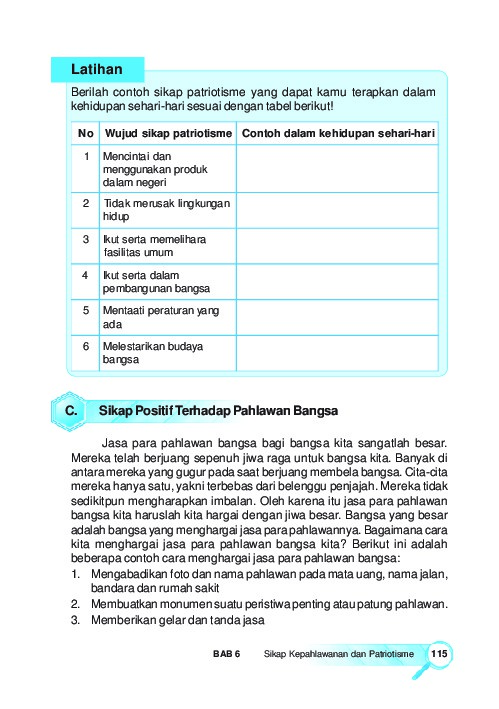 Latihan
Berilah contoh sikap patriotisme yang dapat kamu terapkan dalam
kehidupan sehari-hari sesuai dengan tabel berikut!
No Wujud sikap patriotisme Contoh dalam kehidupan sehari-hari
1 Mencintai dan
menggunakan produk
dalam negeri
2 Tidak merusak lingkungan
hidup
3 Ikut serta memelihara
fasilitas umum
4 Ikut serta dalam
pembangunan bangsa
5 Mentaati peraturan yang
ada
6 Melestarikan budaya
bangsa
C. Sikap Positif Terhadap Pahlawan Bangsa
Jasa para pahlawan bangsa bagi bangsa kita sangatlah besar.
Mereka telah berjuang sepenuh jiwa raga untuk bangsa kita. Banyak di
antara mereka yang gugur pada saat berjuang membela bangsa. Cita-cita
mereka hanya satu, yakni terbebas dari belenggu penjajah. Mereka tidak
sedikitpun mengharapkan imbalan. Oleh karena itu jasa para pahlawan
bangsa kita haruslah kita hargai dengan jiwa besar. Bangsa yang besar
adalah bangsa yang menghargai jasa para pahlawannya. Bagaimana cara
kita menghargai jasa para pahlawan bangsa kita? Berikut ini adalah
beberapa contoh cara menghargai jasa para pahlawan bangsa:
1. Mengabadikan foto dan nama pahlawan pada mata uang, nama jalan,
bandara dan rumah sakit
2. Membuatkan monumen suatu peristiwa penting atau patung pahlawan.
3. Memberikan gelar dan tanda jasa
BAB 6 Sikap Kepahlawanan dan Patriotisme 115